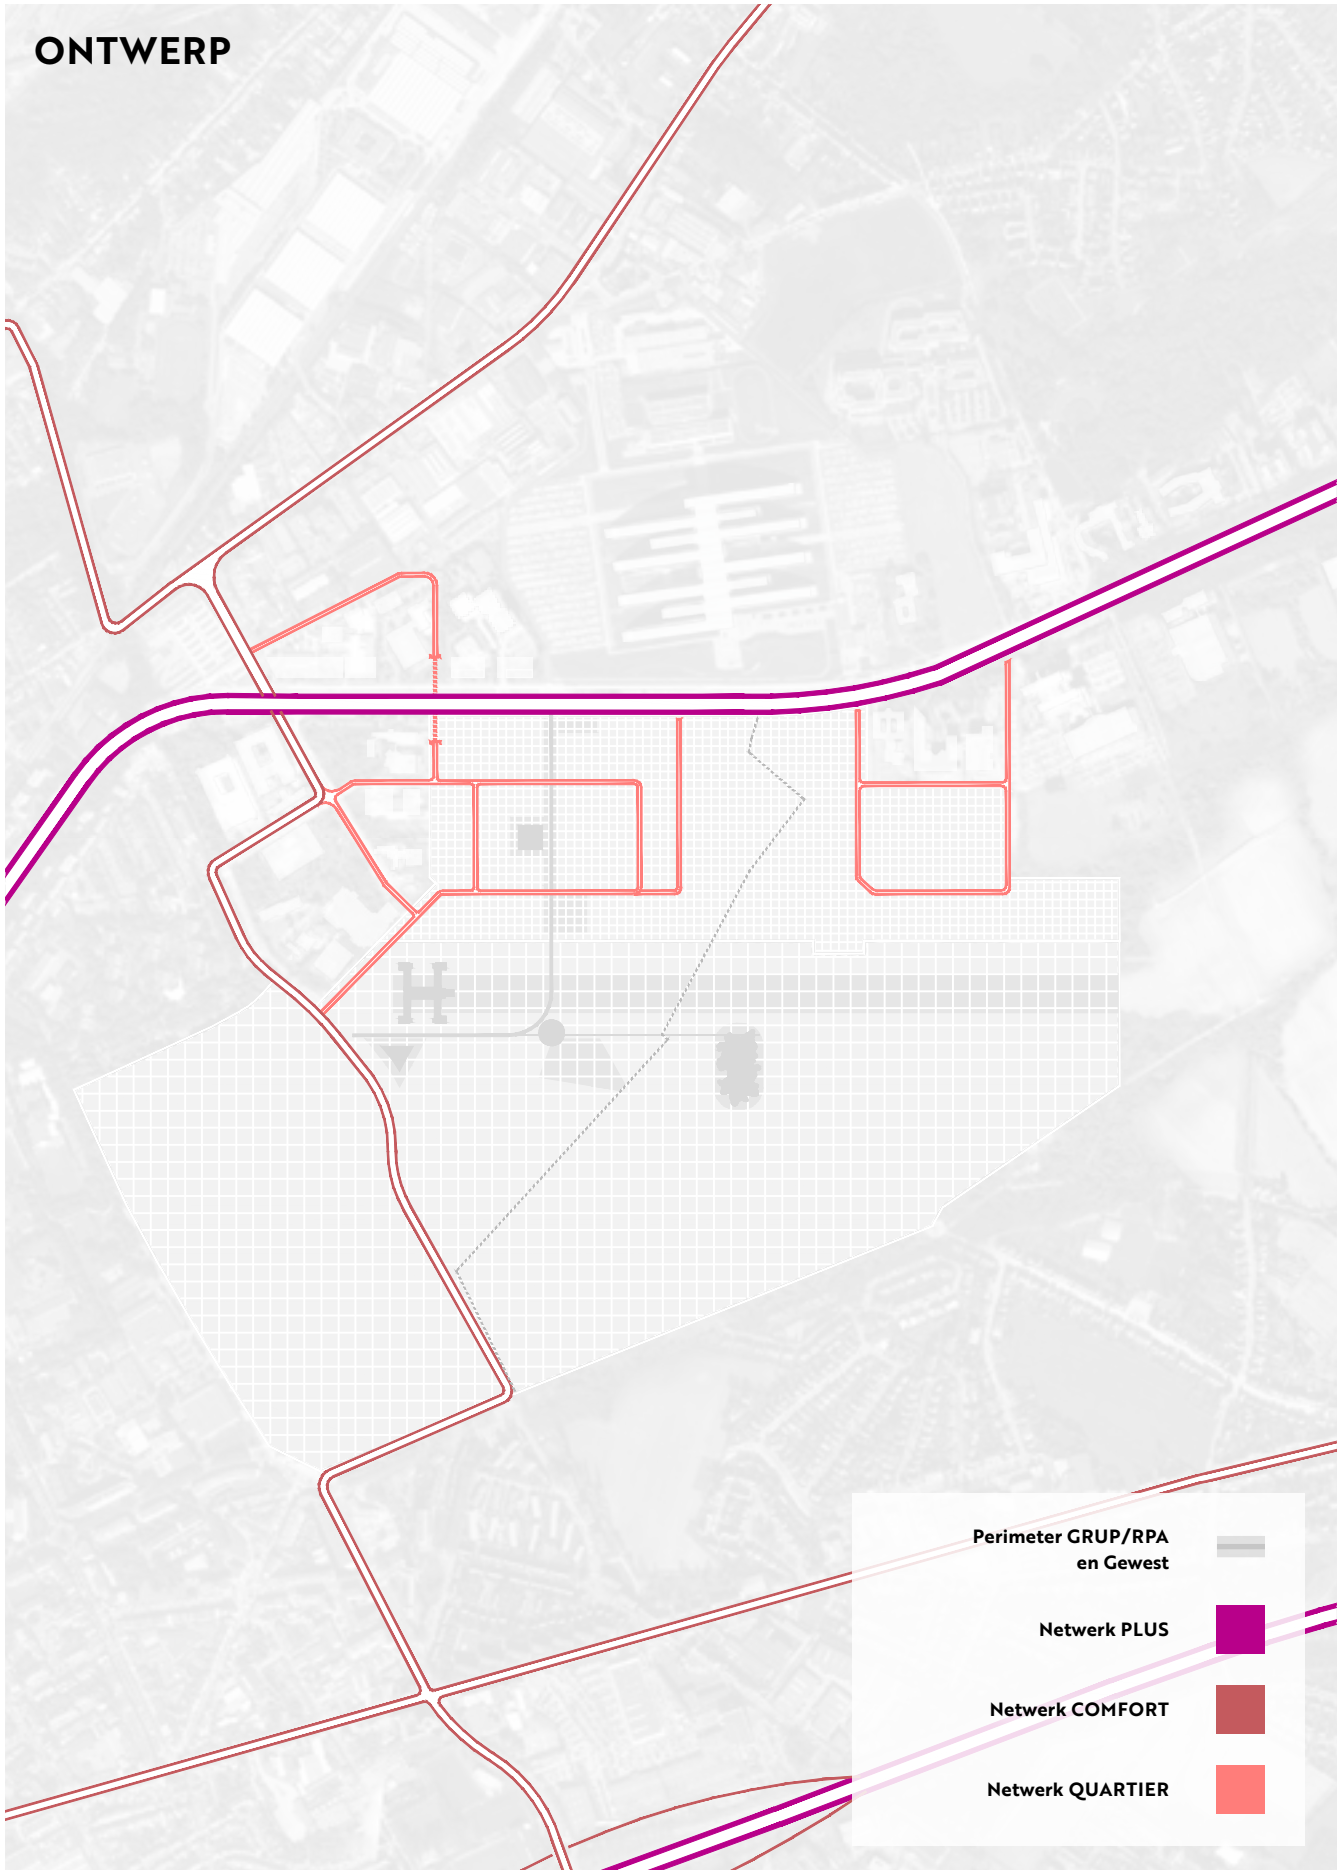 ONTWERP
Perimeter GRUP/RPA
en Gewest
Netwerk PLUS
Netwerk COMFORT
Netwerk QUARTIER